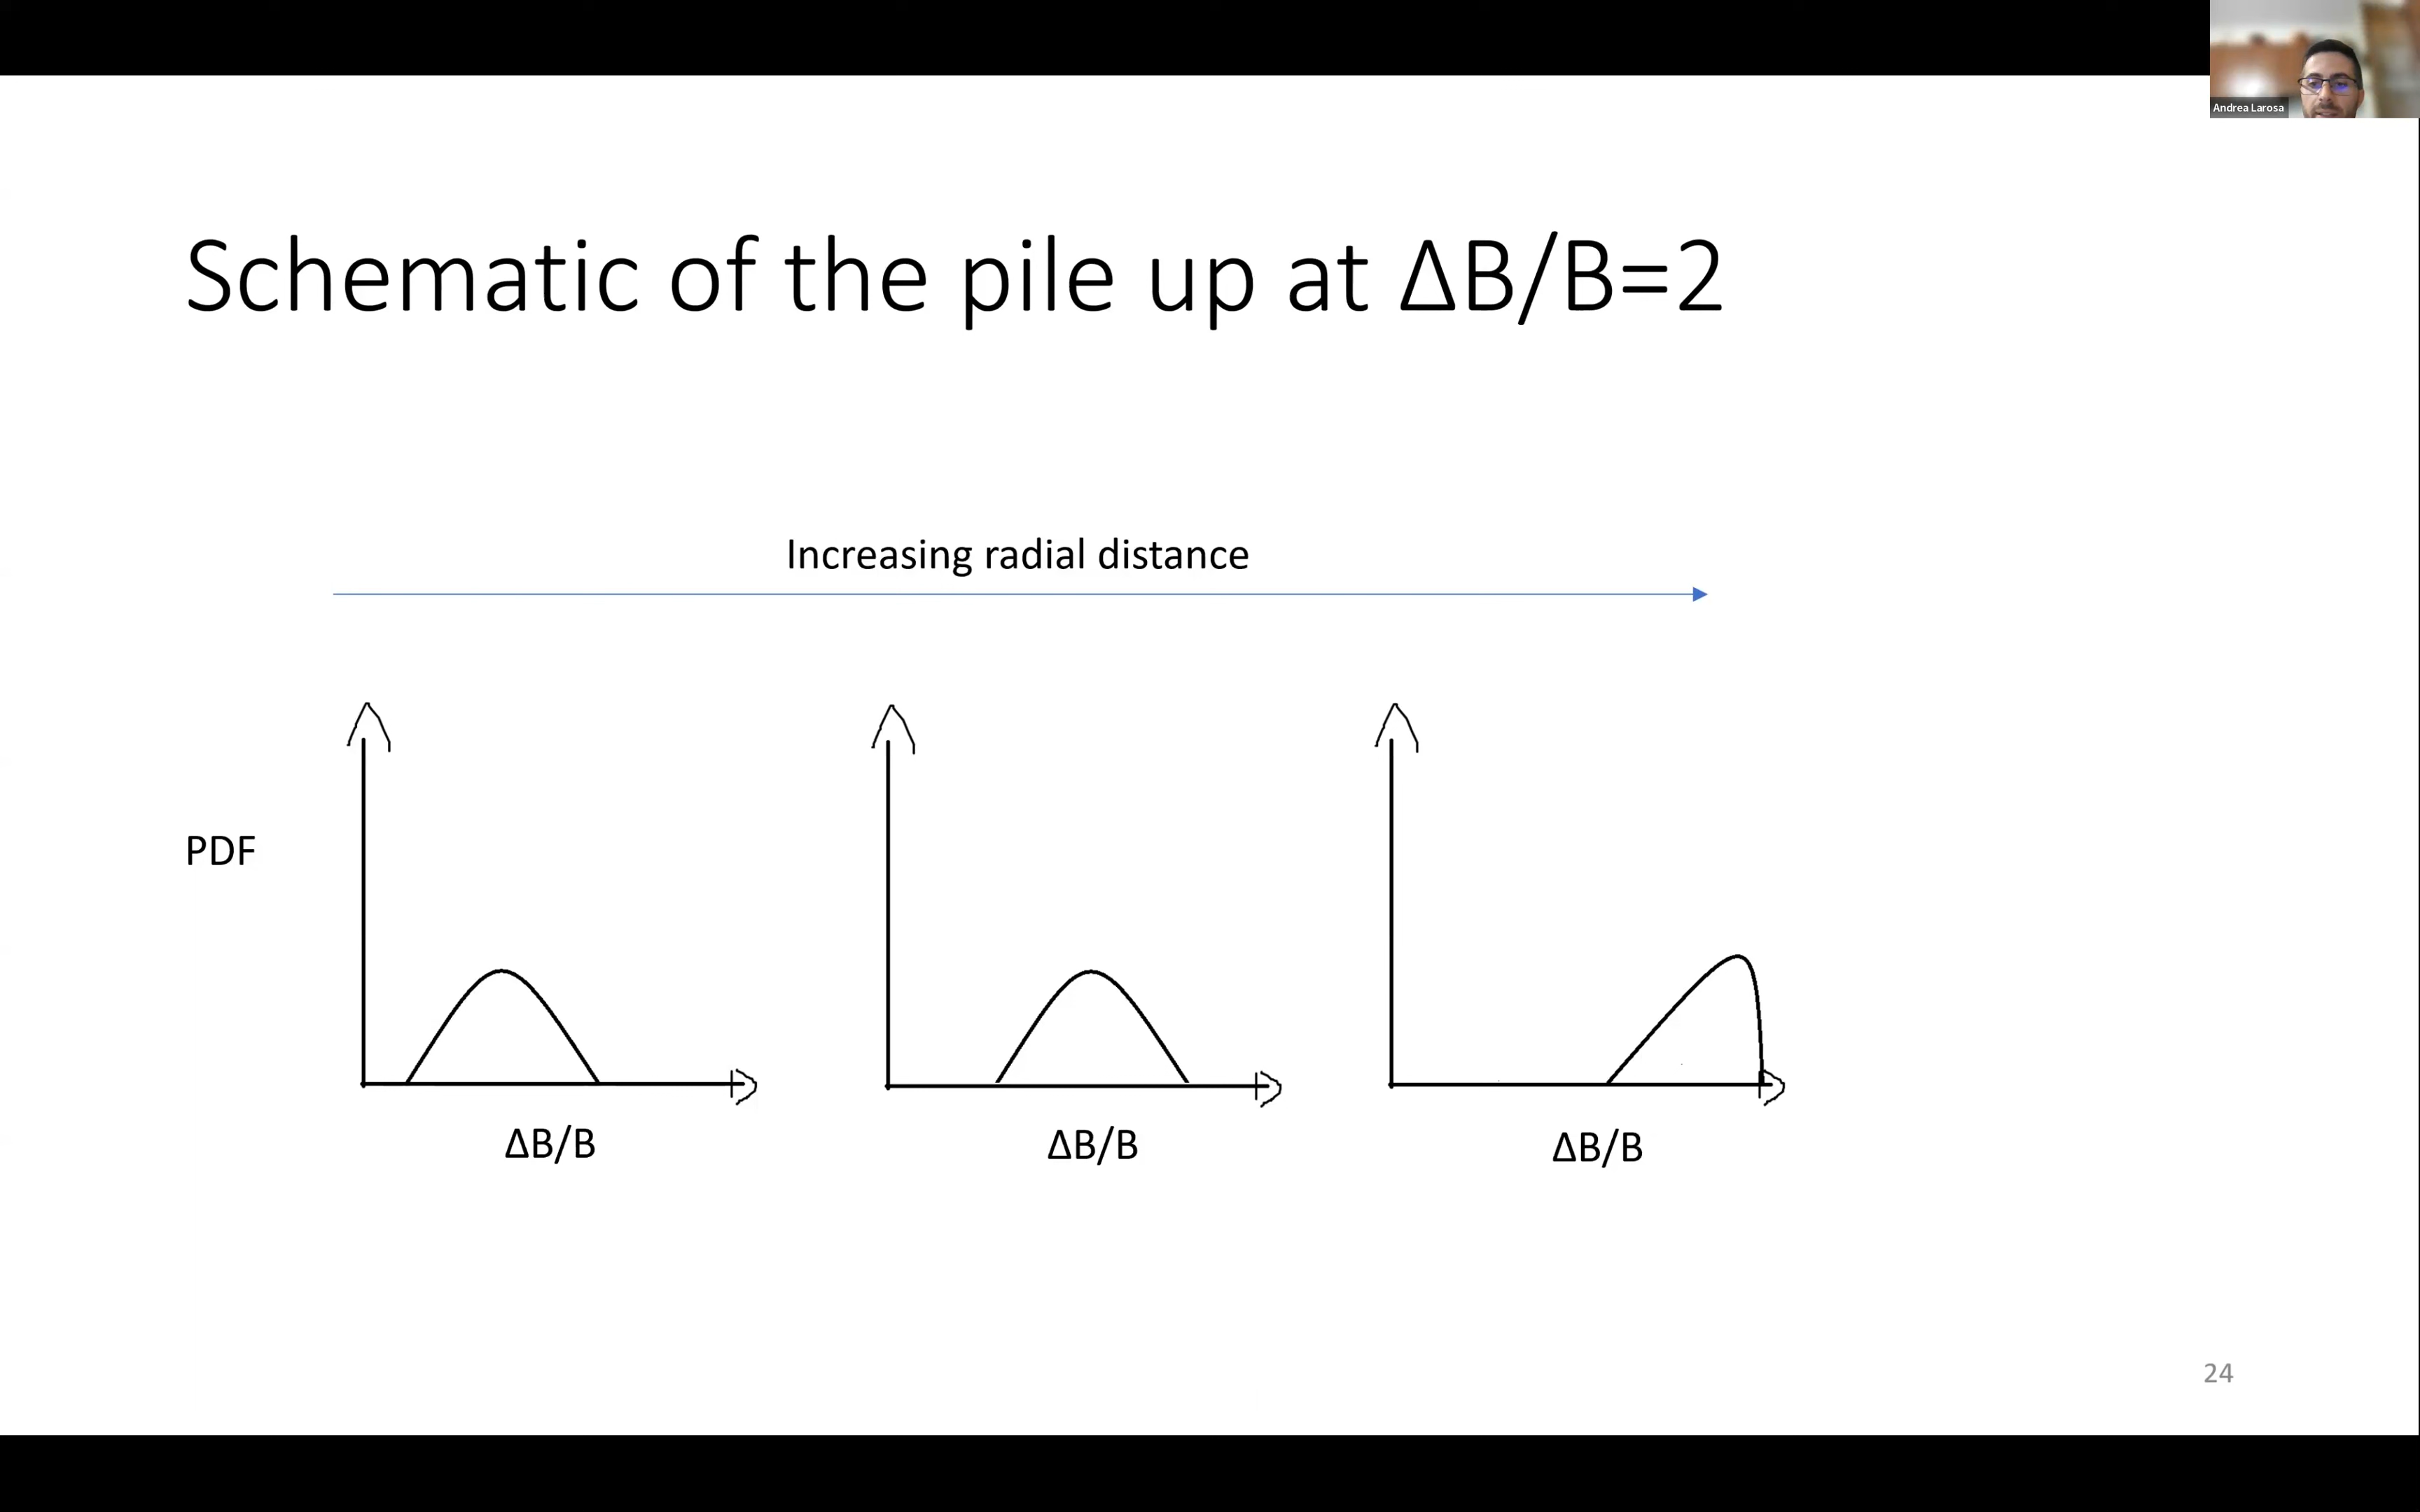 Andrea Larosa
Schematic of the pile up at ΔB/B=2
Increasing radial distance
PDF
ΔB/B
ΔB/B
ΔB/B
24